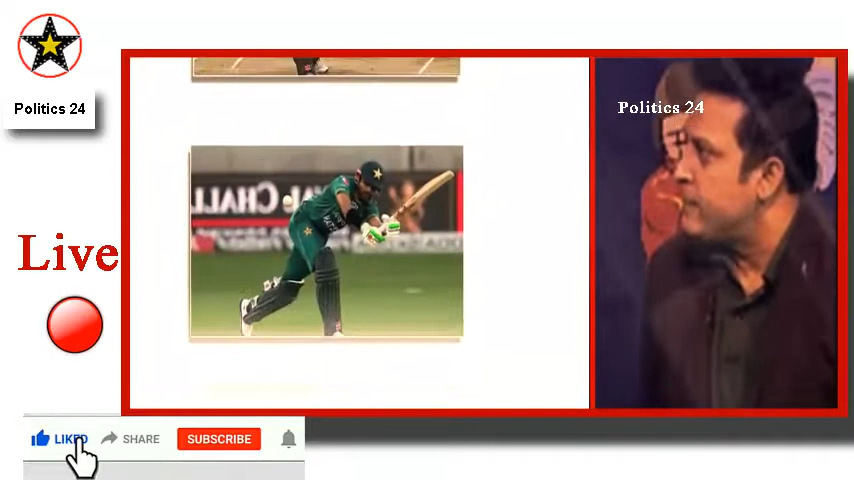 Politics 24
Politics 24
Live
LIKED
SHARE
SUBSCRIBE